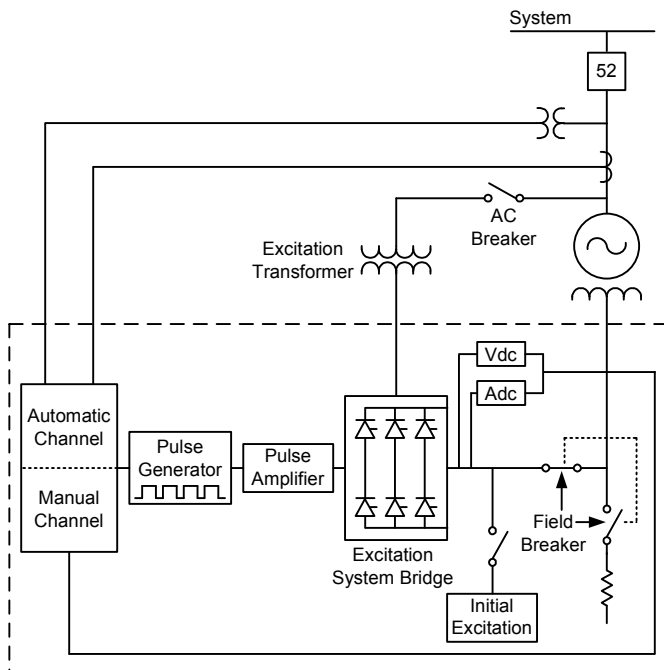 System
52
AC
Breaker
Excitation
Transformer
Vdc
Adc
Automatic
Channel
Manual
Channel
Pulse
Generator
Pulse
Amplifier
Excitation
System Bridge
Field
Breaker
Initial
Excitation